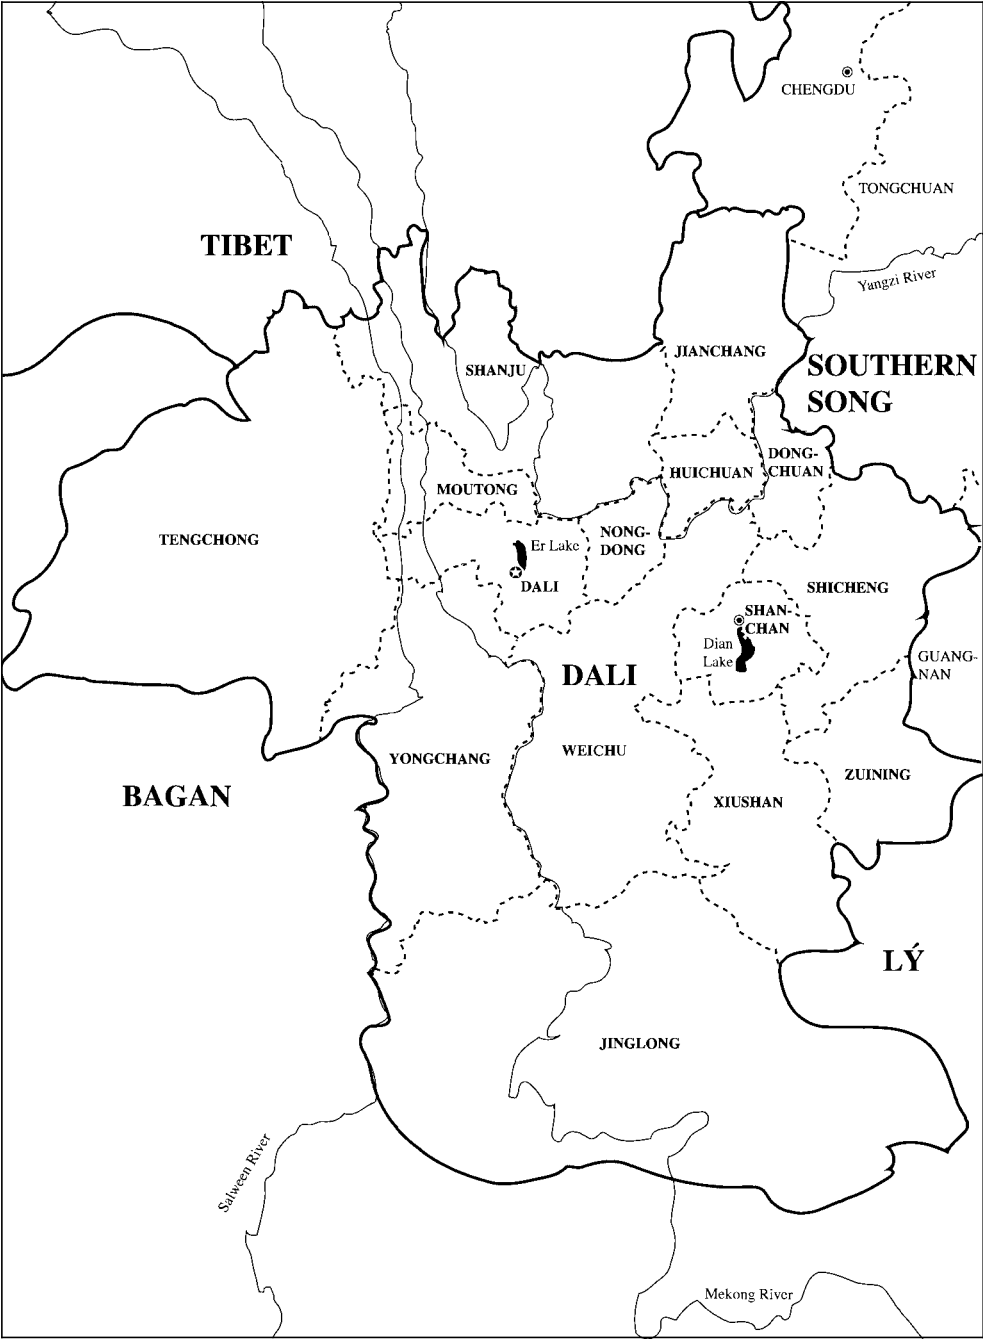 CHENGDU
TONGCHUAN
TIBET
Yangzi River
JIANCHANG
SHANJU
SOUTHERN
SONG
HUICHUAN
DONG-
CHUAN
MOUTONG
TENGCHONG
NONG-
DONG
Er Lake
DALI
SHICHENG
SHAN-
CHAN
Dian
Lake
GUANG-
NAN
DALI
WEICHU
YONGCHANG
ZUINING
BAGAN
XIUSHAN
LÝ
JINGLONG
Salween River
Mekong River